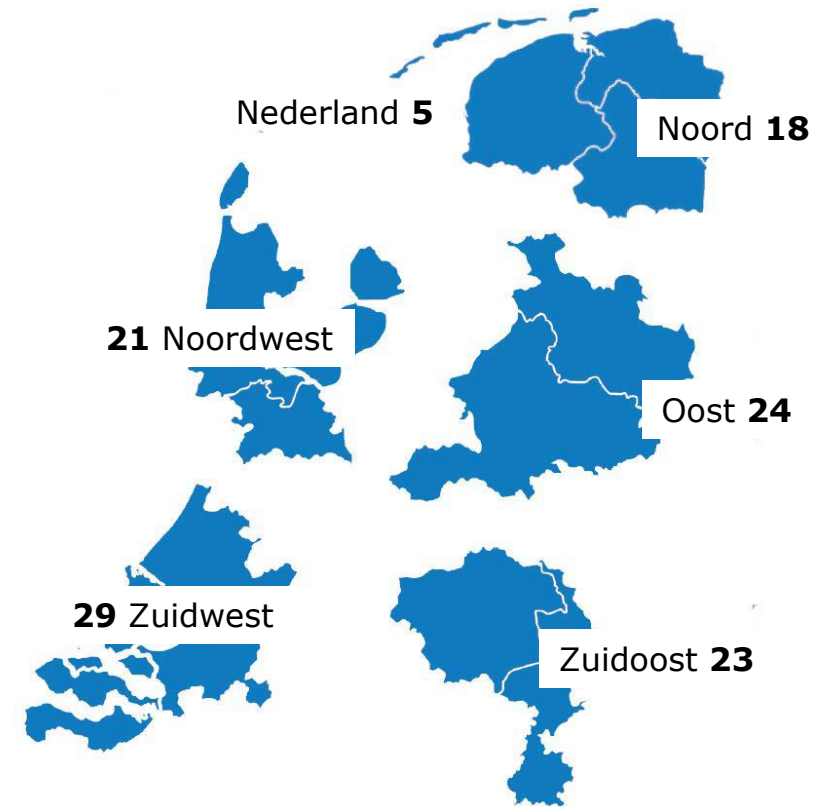 Nederland 5
Noord 18
21 Noordwest
Oost 24
29 Zuidwest
Zuidoost 23